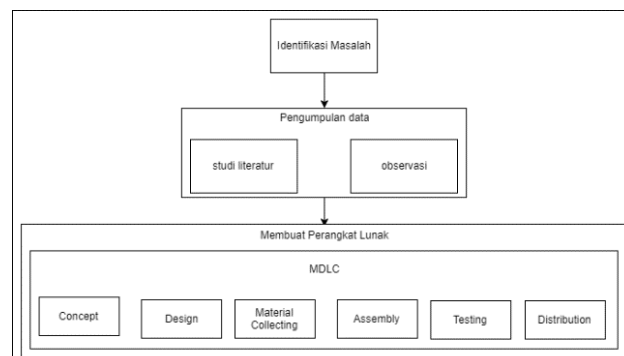 Identifikasi Masalah
Pengumpulan data
studi literatur
observasi
Membuat Perangkat Lunak
MDLC
Concept
Design
Material
Collecting
Assembly
Testing
Distribution